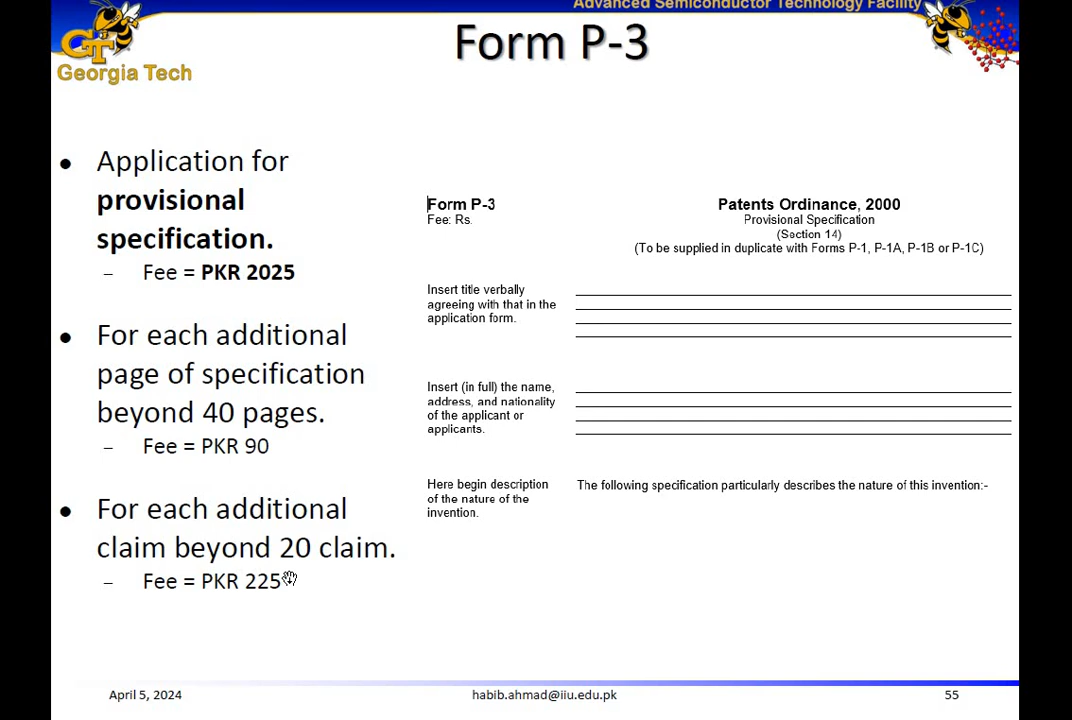 Advanced Semiconductor Technology Facility
Form P-3
GT
Georgia Tech
• Application for
provisional
specification.
– Fee = PKR 2025
• For each additional
page of specification
beyond 40 pages.
– Fee = PKR 90
• For each additional
claim beyond 20 claim.
– Fee = PKR 225
Form P-3
Fee: Rs.
Patents Ordinance, 2000
Provisional Specification
(Section 14)
(To be supplied in duplicate with Forms P-1, P-1A, P-1B or P-1C)
Insert title verbally
agreeing with that in the
application form.
Insert (in full) the name,
address, and nationality
of the applicant or
applicants.
Here begin description
of the nature of the
invention.
The following specification particularly describes the nature of this invention:-
April 5, 2024
habib.ahmad@iiu.edu.pk
55